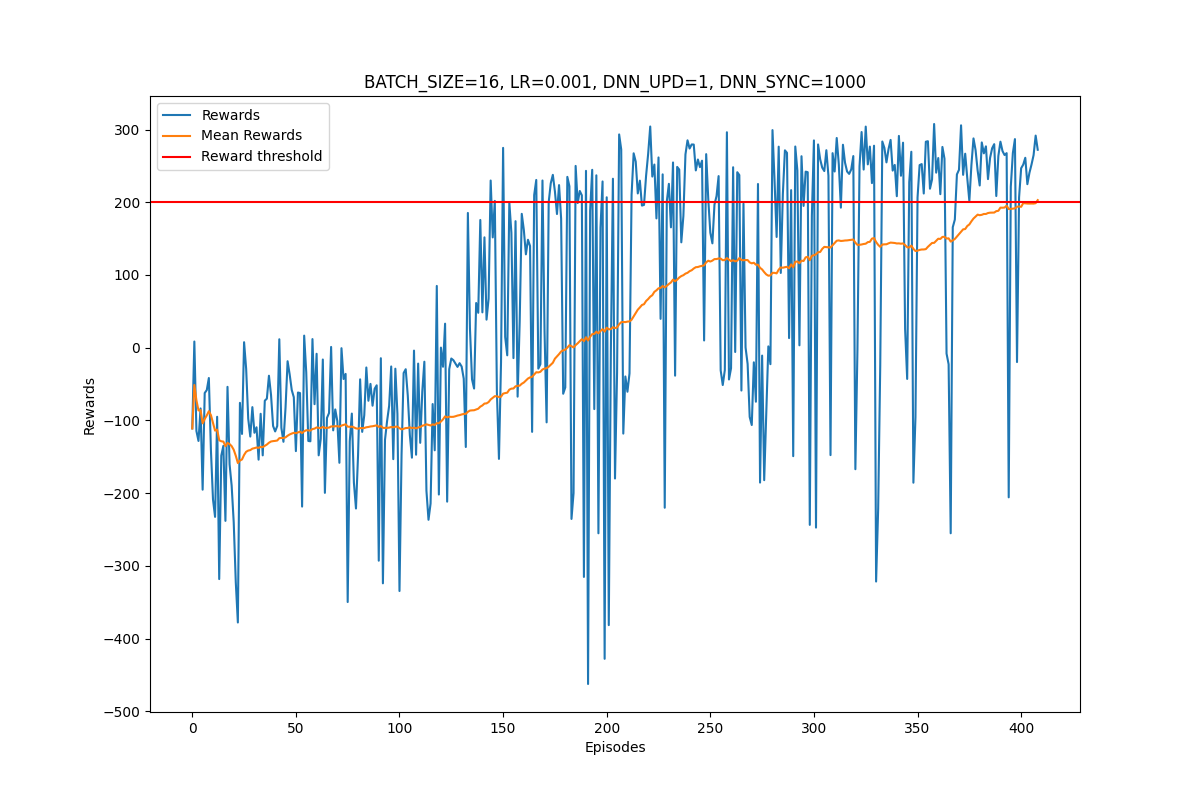 BATCH_SIZE=16, LR=0.001, DNN_UPD=1, DNN_SYNC=1000
Rewards
Mean Rewards
Reward threshold
300
200
100
0
−100
−200
−300
−400
−500
Rewards
0 50 100 150 200 250 300 350 400
Episodes